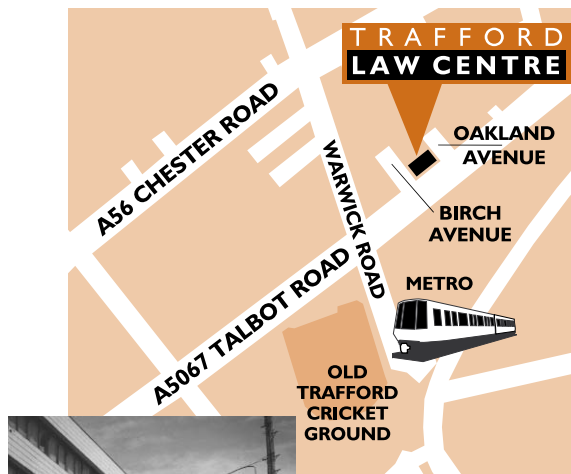 TRAFFORD
LAW CENTRE
OAKLAND
AVENUE
A56 CHESTER ROAD
WARWICK ROAD
BIRCH
AVENUE
METRO
A5067 TALBOT ROAD
OLD
TRAFFORD
CRICKET
GROUND